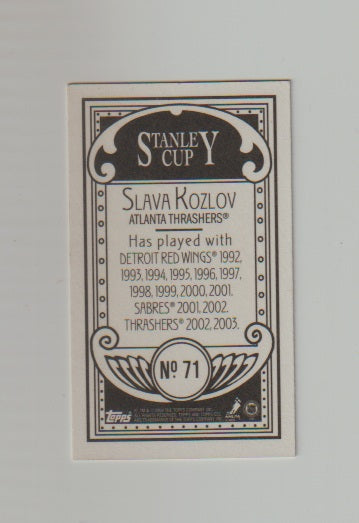 STANLEY
CUP
SLAVA KOZLOV
ATLANTA THRASHERS®
Has played with
DETROIT RED WINGS® 1992,
1993, 1994, 1995, 1996, 1997,
1998, 1999, 2000, 2001.
SABRES® 2001, 2002.
THRASHERS® 2002, 2003.
Nº 71
topps